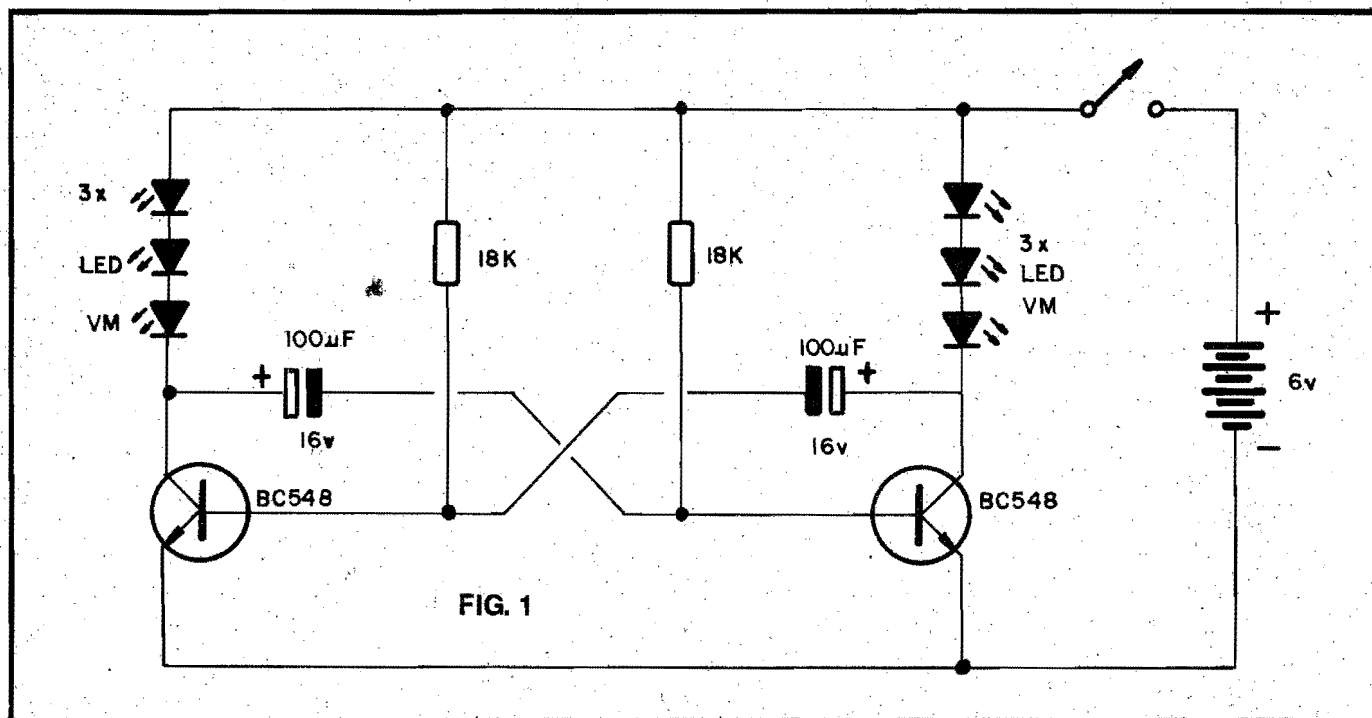 3x
LED
VM
18K
18K
3x
LED
VM
100µF
+
16v
100µF
+
16v
+
6v
−
BC548
BC548
FIG. 1